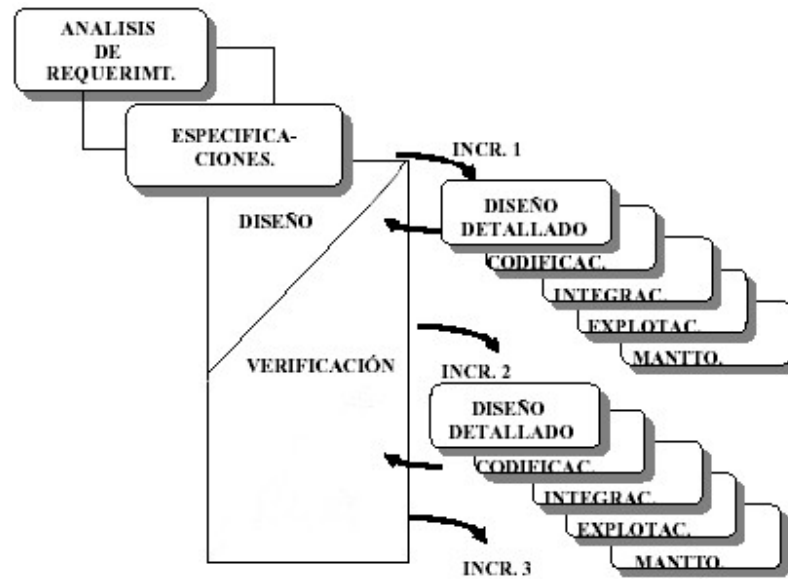 ANALISIS
DE
REQUERIMT.
ESPECIFICA-
CIONES.
DISEÑO
VERIFICACIÓN
INCR. 1
DISEÑO
DETALLADO
CODIFICAC.
INTEGRAC.
EXPLOTAC.
MANTTO.
INCR. 2
DISEÑO
DETALLADO
CODIFICAC.
INTEGRAC.
EXPLOTAC.
MANTTO.
INCR. 3